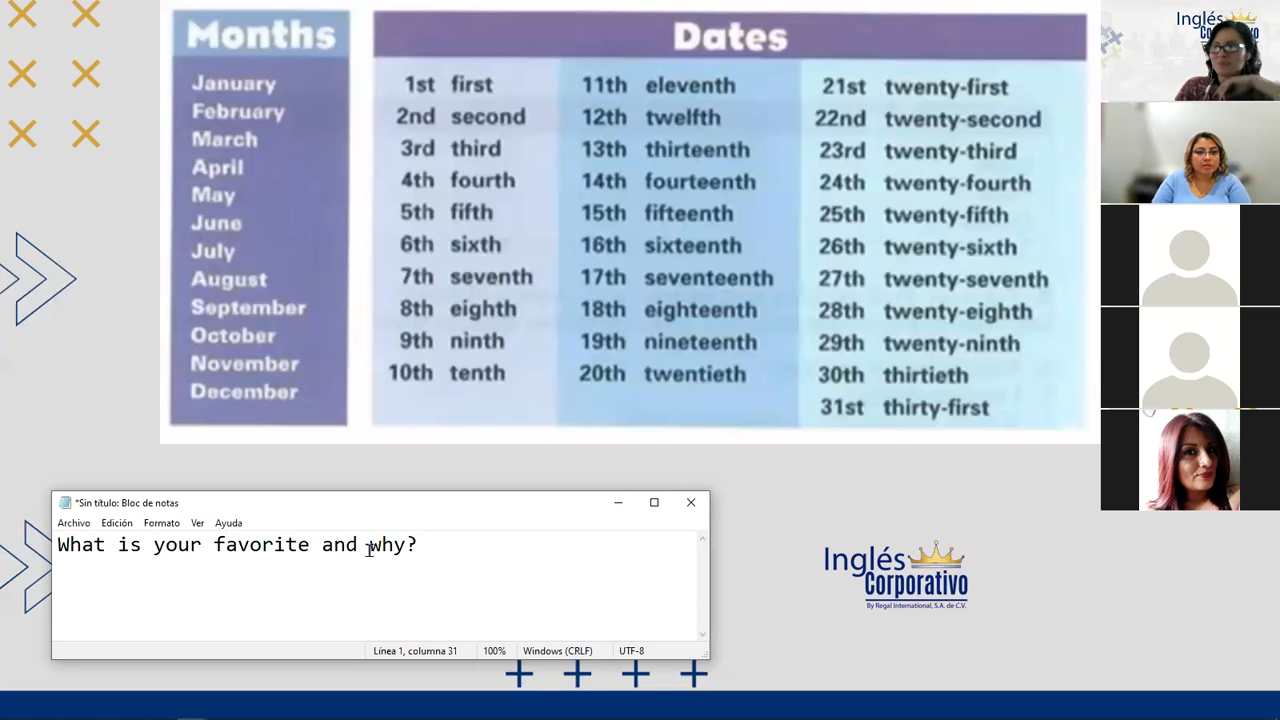 Months
January
February
March
April
May
June
July
August
September
October
November
December
Dates
1st first
2nd second
3rd third
4th fourth
5th fifth
6th sixth
7th seventh
8th eighth
9th ninth
10th tenth
11th eleventh
12th twelfth
13th thirteenth
14th fourteenth
15th fifteenth
16th sixteenth
17th seventeenth
18th eighteenth
19th nineteenth
20th twentieth
21st twenty-first
22nd twenty-second
23rd twenty-third
24th twenty-fourth
25th twenty-fifth
26th twenty-sixth
27th twenty-seventh
28th twenty-eighth
29th twenty-ninth
30th thirtieth
31st thirty-first
Inglés
*Sin título: Bloc de notas
Archivo Edición Formato Ver Ayuda
What is your favorite and why?
Línea 1, columna 31 100% Windows (CRLF) UTF-8
Inglés
Corporativo
By Regal International, S.A. de C.V.